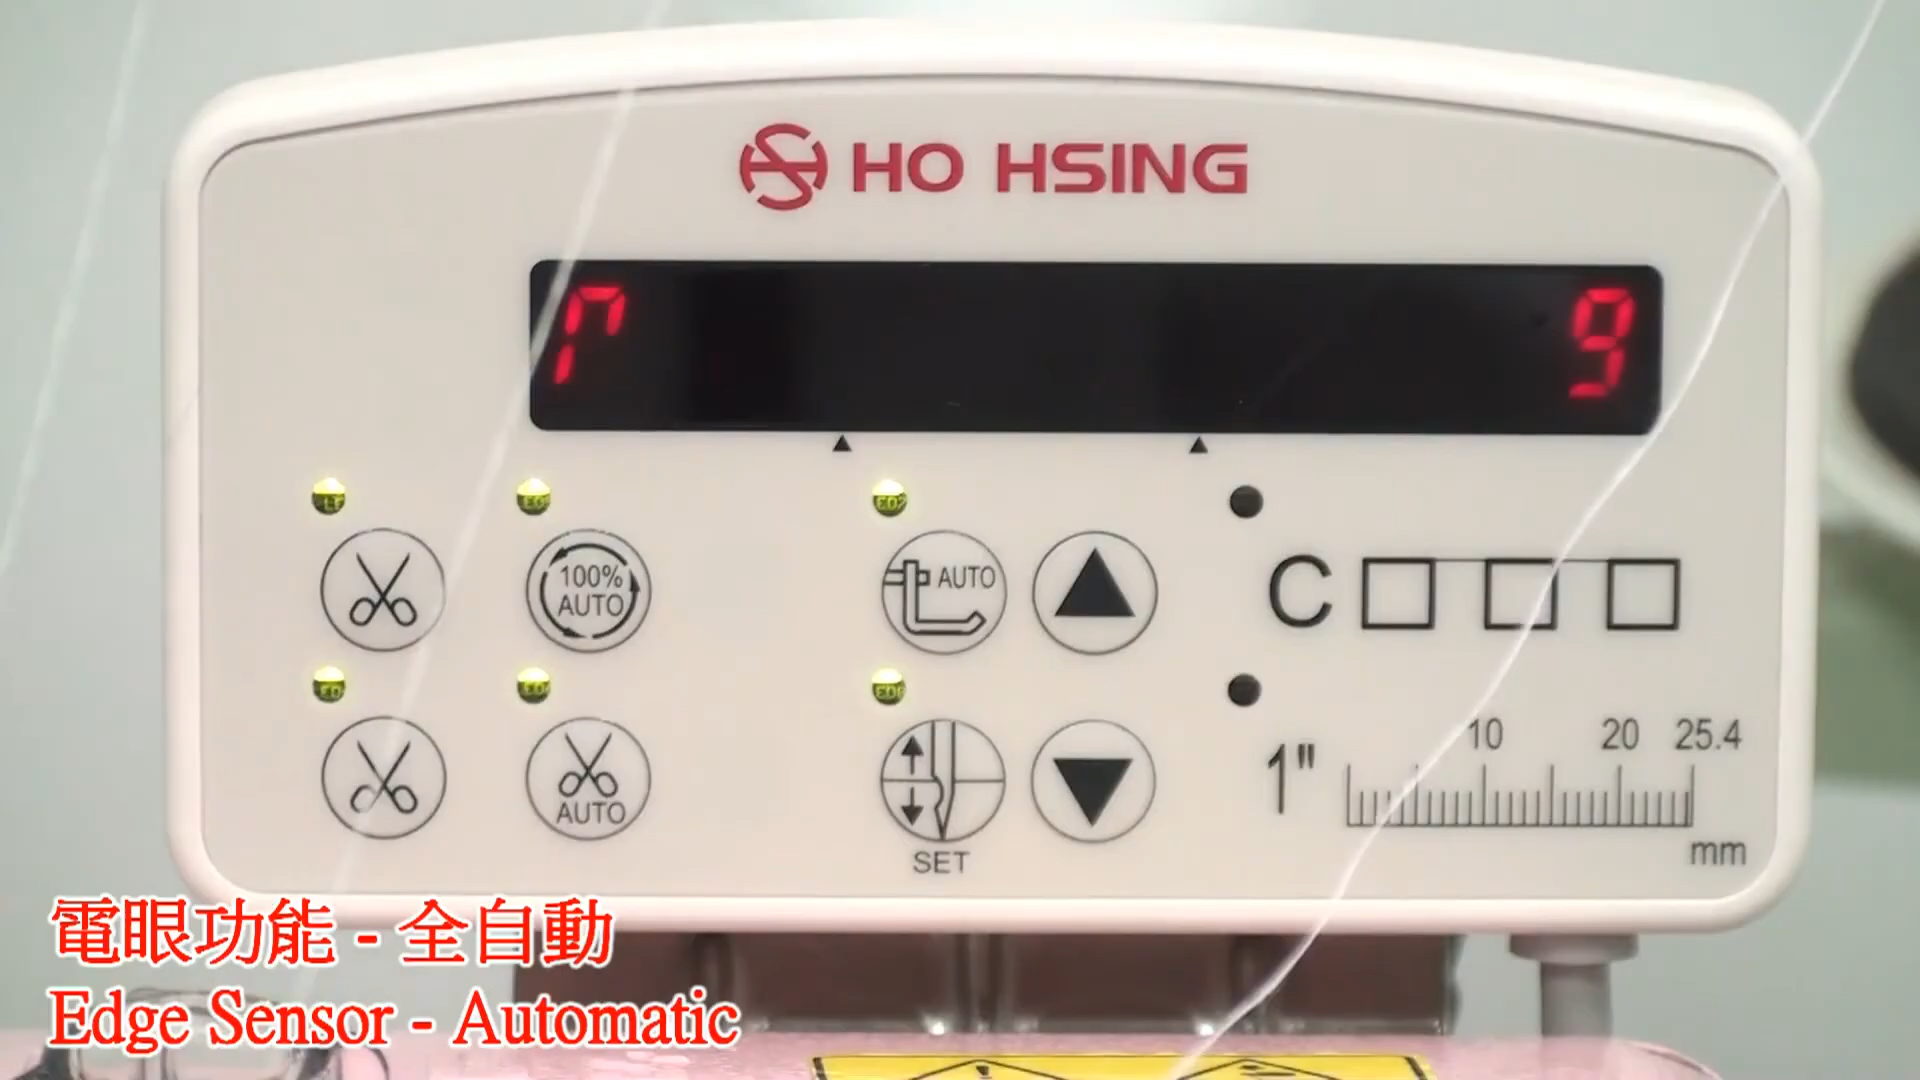 HO HSING
9
100%
AUTO
AUTO
C
AUTO
SET
1"
10 20 25.4
mm
電眼功能 - 全自動
Edge Sensor - Automatic